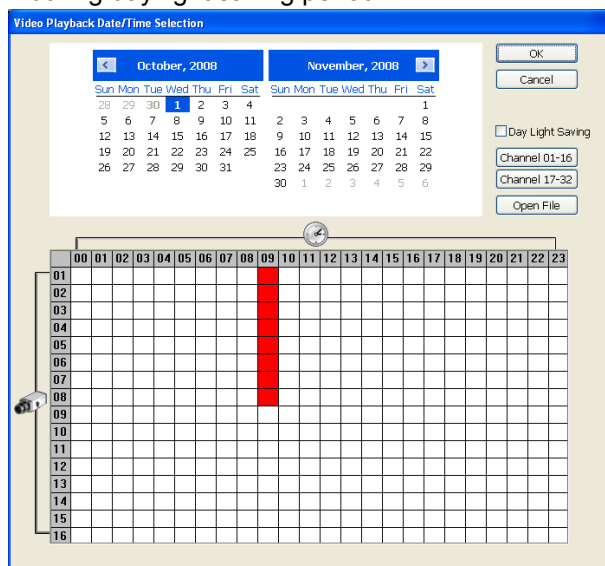 Video Playback Date/Time Selection
October, 2008
Sun Mon Tue Wed Thu Fri Sat
28 29 30 1 2 3 4
5 6 7 8 9 10 11
12 13 14 15 16 17 18
19 20 21 22 23 24 25
26 27 28 29 30 31
November, 2008
Sun Mon Tue Wed Thu Fri Sat
1
2 3 4 5 6 7 8
9 10 11 12 13 14 15
16 17 18 19 20 21 22
23 24 25 26 27 28 29
30 1 2 3 4 5 6
OK
Cancel
Day Light Saving
Channel 01-16
Channel 17-32
Open File
00 01 02 03 04 05 06 07 08 09 10 11 12 13 14 15 16 17 18 19 20 21 22 23
01
02
03
04
05
06
07
08
09
10
11
12
13
14
15
16